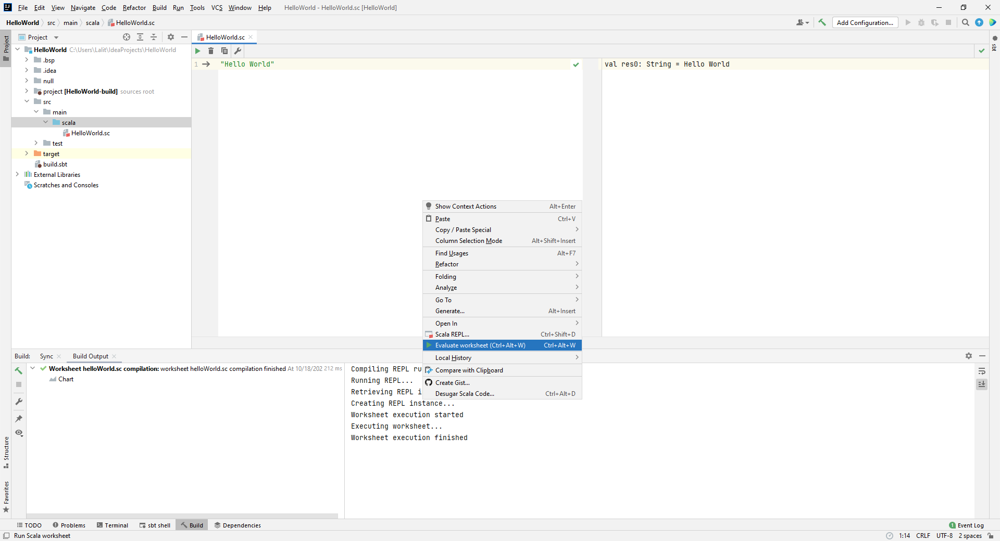 File Edit View Navigate Code Refactor Build Run Tools VCS Window Help HelloWorld - HelloWorld.sc [HelloWorld]
HelloWorld src main scala HelloWorld.sc Add Configuration...
Project
Project
HelloWorld.sc
sbt
HelloWorld C:\Users\Lalit\IdeaProjects\HelloWorld
.bsp
.idea
null
project [HelloWorld-build] sources root
src
main
scala
HelloWorld.sc
test
target
build.sbt
External Libraries
Scratches and Consoles
1 "Hello World"
val res0: String = Hello World
Show Context Actions Alt+Enter
Paste Ctrl+V
Copy / Paste Special
Column Selection Mode Alt+Shift+Insert
Find Usages Alt+F7
Refactor
Folding
Analyze
Go To
Generate... Alt+Insert
Open In
Scala REPL... Ctrl+Shift+D
Evaluate worksheet (Ctrl+Alt+W) Ctrl+Alt+W
Local History
Compare with Clipboard
Create Gist...
Desugar Scala Code... Ctrl+Alt+D
Build: Sync Build Output
Worksheet helloWorld.sc compilation: worksheet helloWorld.sc compilation finished At 10/18/202 212 ms
Chart
Compiling REPL ru
Running REPL...
Retrieving REPL i
Creating REPL instance...
Worksheet execution started
Executing worksheet...
Worksheet execution finished
Structure
Favorites
TODO Problems Terminal sbt shell Build Dependencies 1 Event Log
Run Scala worksheet 1:14 CRLF UTF-8 2 spaces